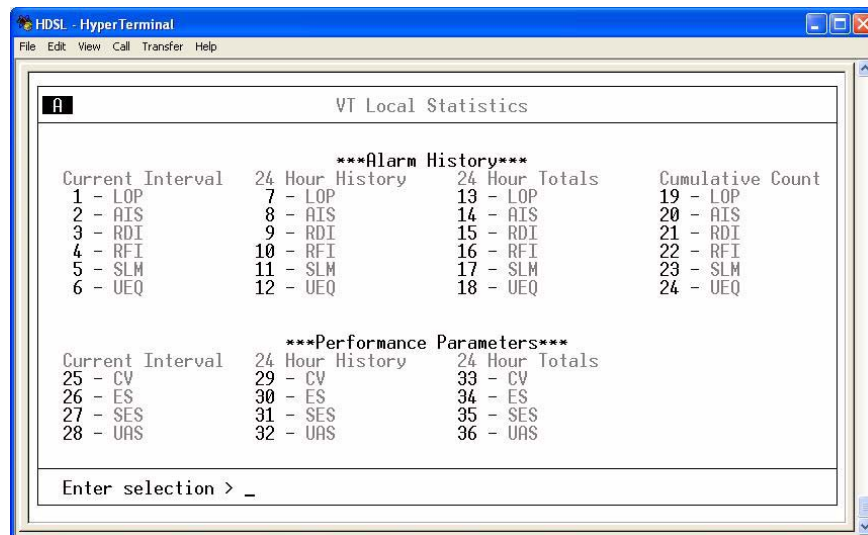 HDSL - HyperTerminal
File Edit View Call Transfer Help
A VT Local Statistics
***Alarm History***
Current Interval 24 Hour History 24 Hour Totals Cumulative Count
1 - LOP 7 - LOP 13 - LOP 19 - LOP
2 - AIS 8 - AIS 14 - AIS 20 - AIS
3 - RDI 9 - RDI 15 - RDI 21 - RDI
4 - RFI 10 - RFI 16 - RFI 22 - RFI
5 - SLM 11 - SLM 17 - SLM 23 - SLM
6 - UEQ 12 - UEQ 18 - UEQ 24 - UEQ
***Performance Parameters***
Current Interval 24 Hour History 24 Hour Totals
25 - CV 29 - CV 33 - CV
26 - ES 30 - ES 34 - ES
27 - SES 31 - SES 35 - SES
28 - UAS 32 - UAS 36 - UAS
Enter selection > _